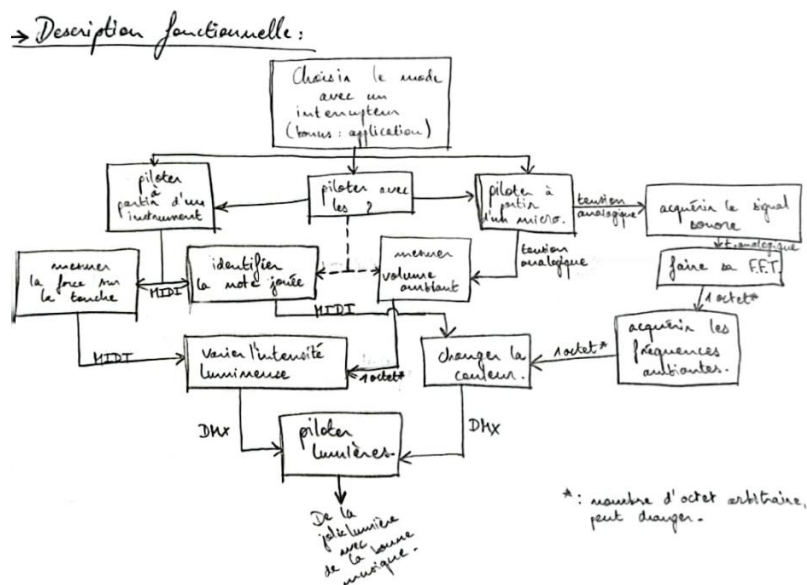 → Description fonctionnelle :
Choisir le mode
avec un
interrupteur
(bonus : application)
piloter
à
partir d'un
instrument
piloter avec
les 2
piloter à
partir
d'un micro.
tension
analogique
acquérir le signal
sonore
t.analogique
mesurer
la force sur
la touche
MIDI
identifier
la note jouée
mesurer
volume
ambiant
tension
analogique
faire sa F.F.T.
1 octet*
MIDI
MIDI
varier l'intensité
lumineuse
1 octet*
changer la
couleur.
1 octet*
acquérir les
fréquences
ambiantes.
DMX
piloter
lumières.
DMX
De la
jolie lumière
avec
de la bonne
musique.
* : nombre d'octet arbitraire,
peut changer.